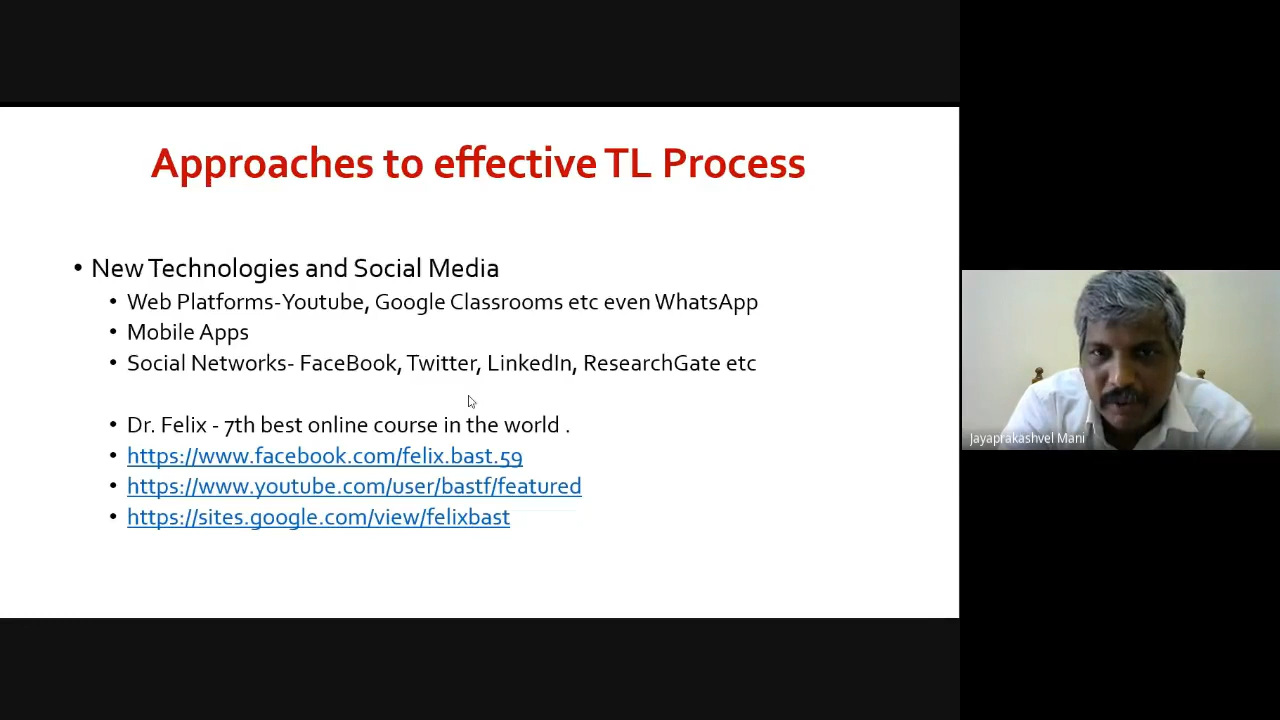 Approaches to effective TL Process
• New Technologies and Social Media
• Web Platforms-Youtube, Google Classrooms etc even WhatsApp
• Mobile Apps
• Social Networks- FaceBook, Twitter, LinkedIn, ResearchGate etc
• Dr. Felix - 7th best online course in the world .
• https://www.facebook.com/felix.bast.59
• https://www.youtube.com/user/bastf/featured
• https://sites.google.com/view/felixbast
Jayaprakashvel Mani